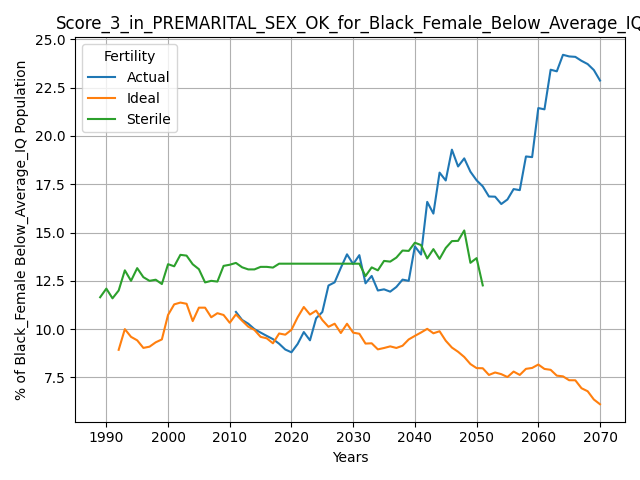 Score_3_in_PREMARITAL_SEX_OK_for_Black_Female_Below_Average_IQ
% of Black_Female Below_Average_IQ Population
25.0
22.5
20.0
17.5
15.0
12.5
10.0
7.5
Fertility
Actual
Ideal
Sterile
1990 2000 2010 2020 2030 2040 2050 2060 2070
Years